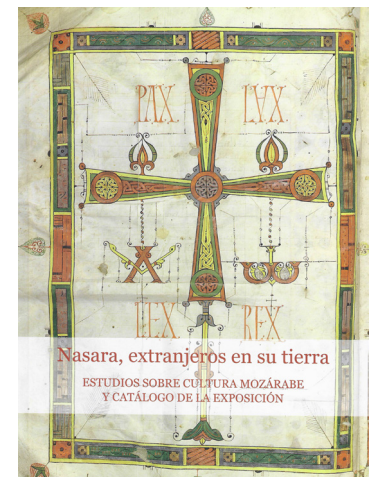 PAX LVX
LEX REX
Nasara, extranjeros en su tierra
ESTUDIOS SOBRE CULTURA MOZÁRABE
Y CATÁLOGO DE LA EXPOSICIÓN